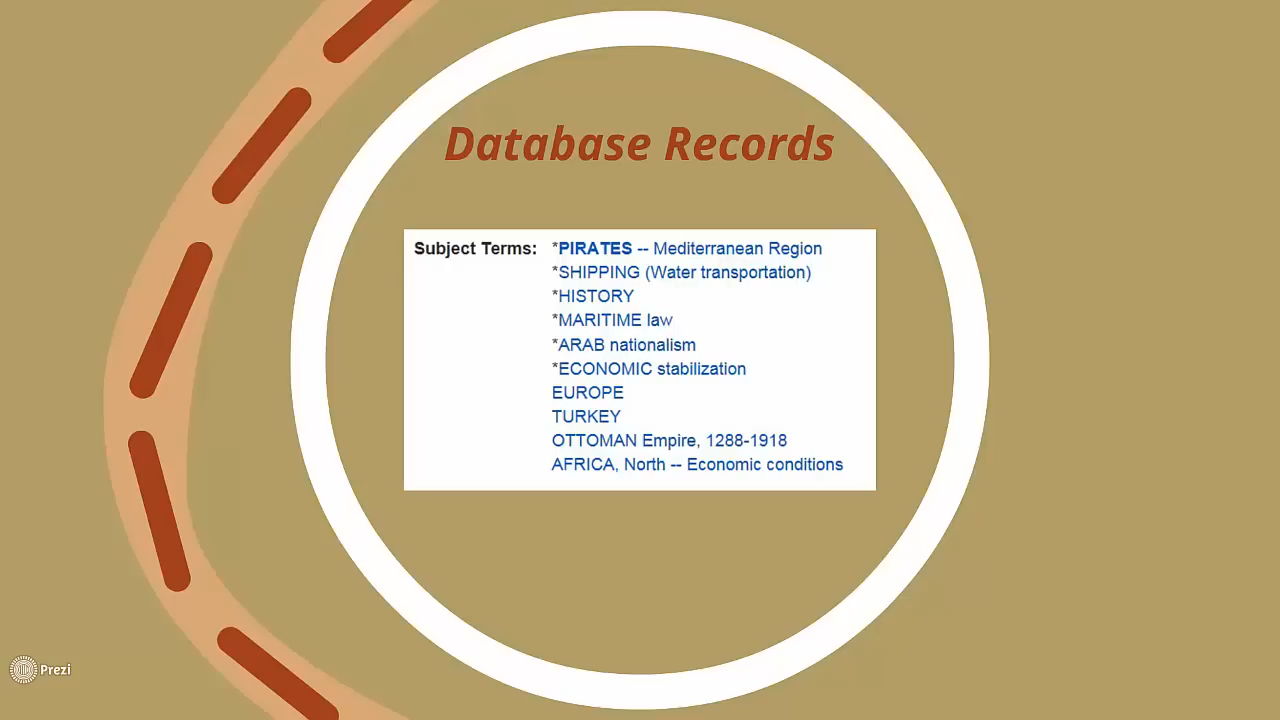 Database Records
Subject Terms: *PIRATES -- Mediterranean Region
*SHIPPING (Water transportation)
*HISTORY
*MARITIME law
*ARAB nationalism
*ECONOMIC stabilization
EUROPE
TURKEY
OTTOMAN Empire, 1288-1918
AFRICA, North -- Economic conditions
Prezi